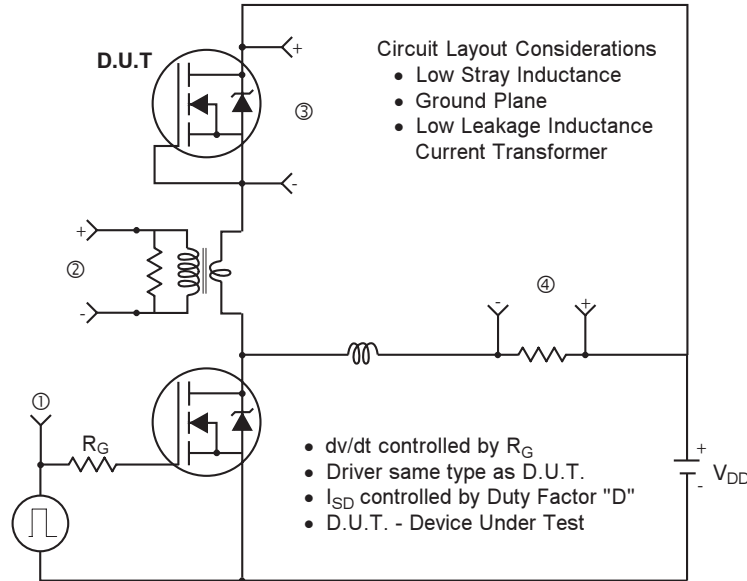 D.U.T
+
Circuit Layout Considerations
• Low Stray Inductance
• Ground Plane
• Low Leakage Inductance
Current Transformer
③
-
+
②
-
④
- +
①
R_G
• dv/dt controlled by R_G
• Driver same type as D.U.T.
• I_SD controlled by Duty Factor "D"
• D.U.T. - Device Under Test
+
V_DD
-